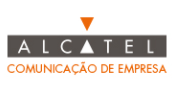 ALCATEL
COMUNICAÇÃO DE EMPRESA